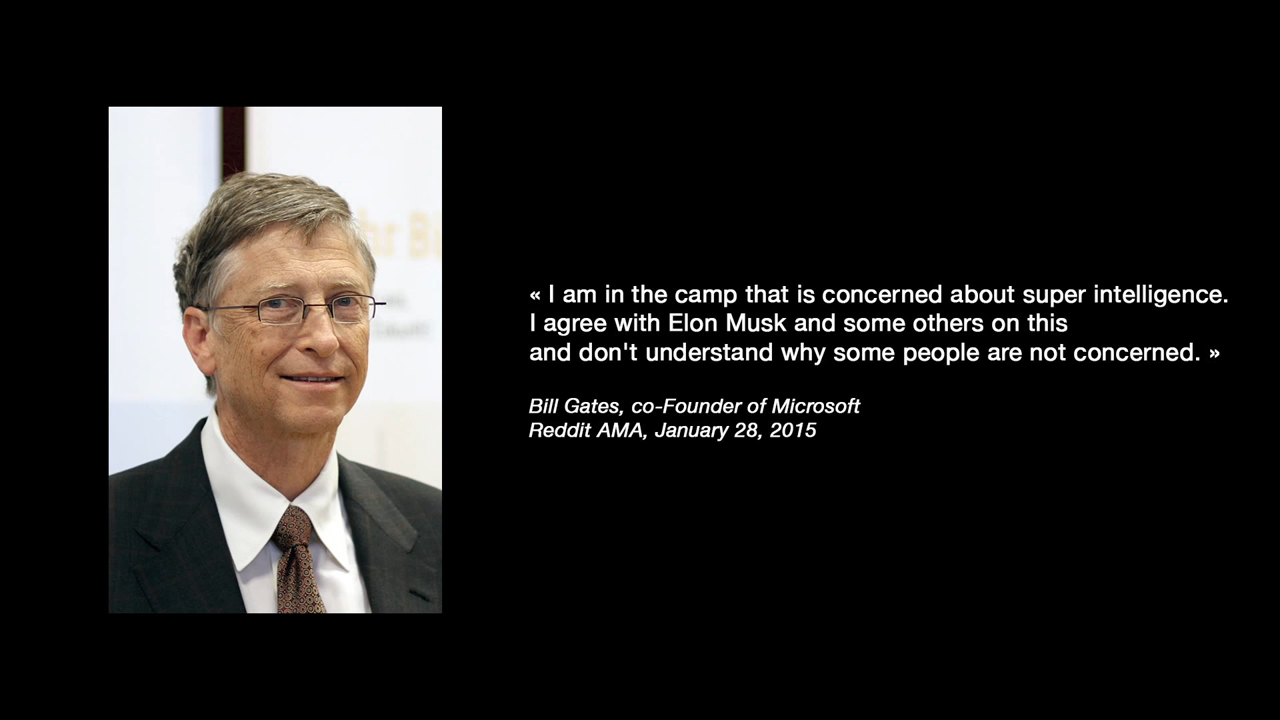 « I am in the camp that is concerned about super intelligence.
I agree with Elon Musk and some others on this
and don't understand why some people are not concerned. »
Bill Gates, co-Founder of Microsoft
Reddit AMA, January 28, 2015